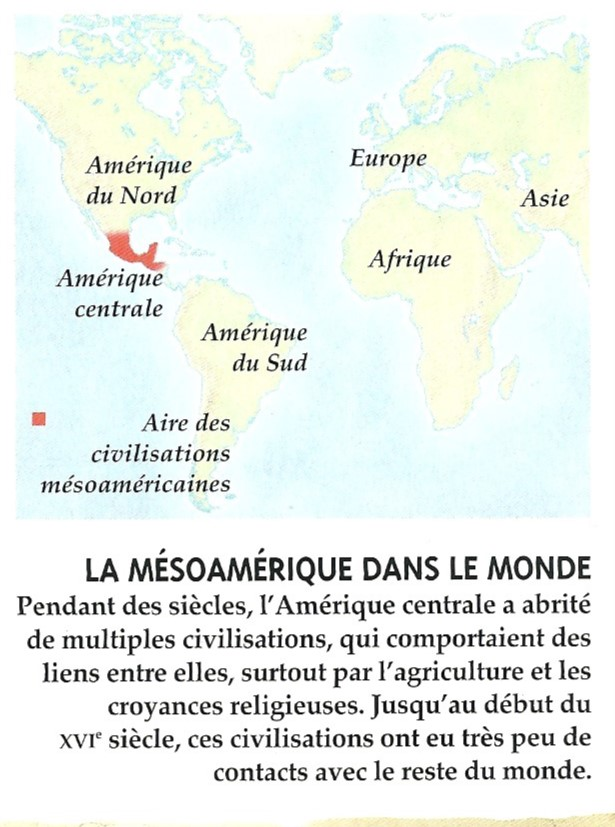 Amérique
du Nord
Europe
Asie
Afrique
Amérique
centrale
Amérique
du Sud
Aire des
civilisations
mésoaméricaines
LA MÉSOAMÉRIQUE DANS LE MONDE
Pendant des siècles, l'Amérique centrale a abrité
de multiples civilisations, qui comportaient des
liens entre elles, surtout par l'agriculture et les
croyances religieuses. Jusqu'au début du
XVIe siècle, ces civilisations ont eu très peu de
contacts avec le reste du monde.